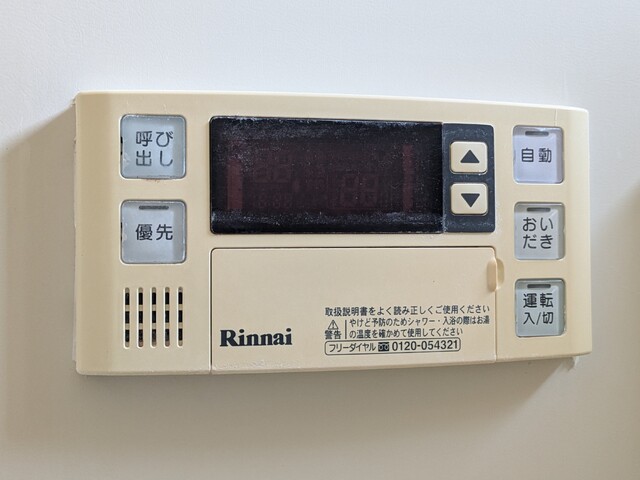 呼び
出し
優先
▲
▼
自動
おい
だき
運転
入/切
Rinnai
取扱説明書をよく読み正しくご使用ください
⚠警告 やけど予防のためシャワー・入浴の際はお湯
の温度を確かめて使用してください
フリーダイヤル 0120-054321